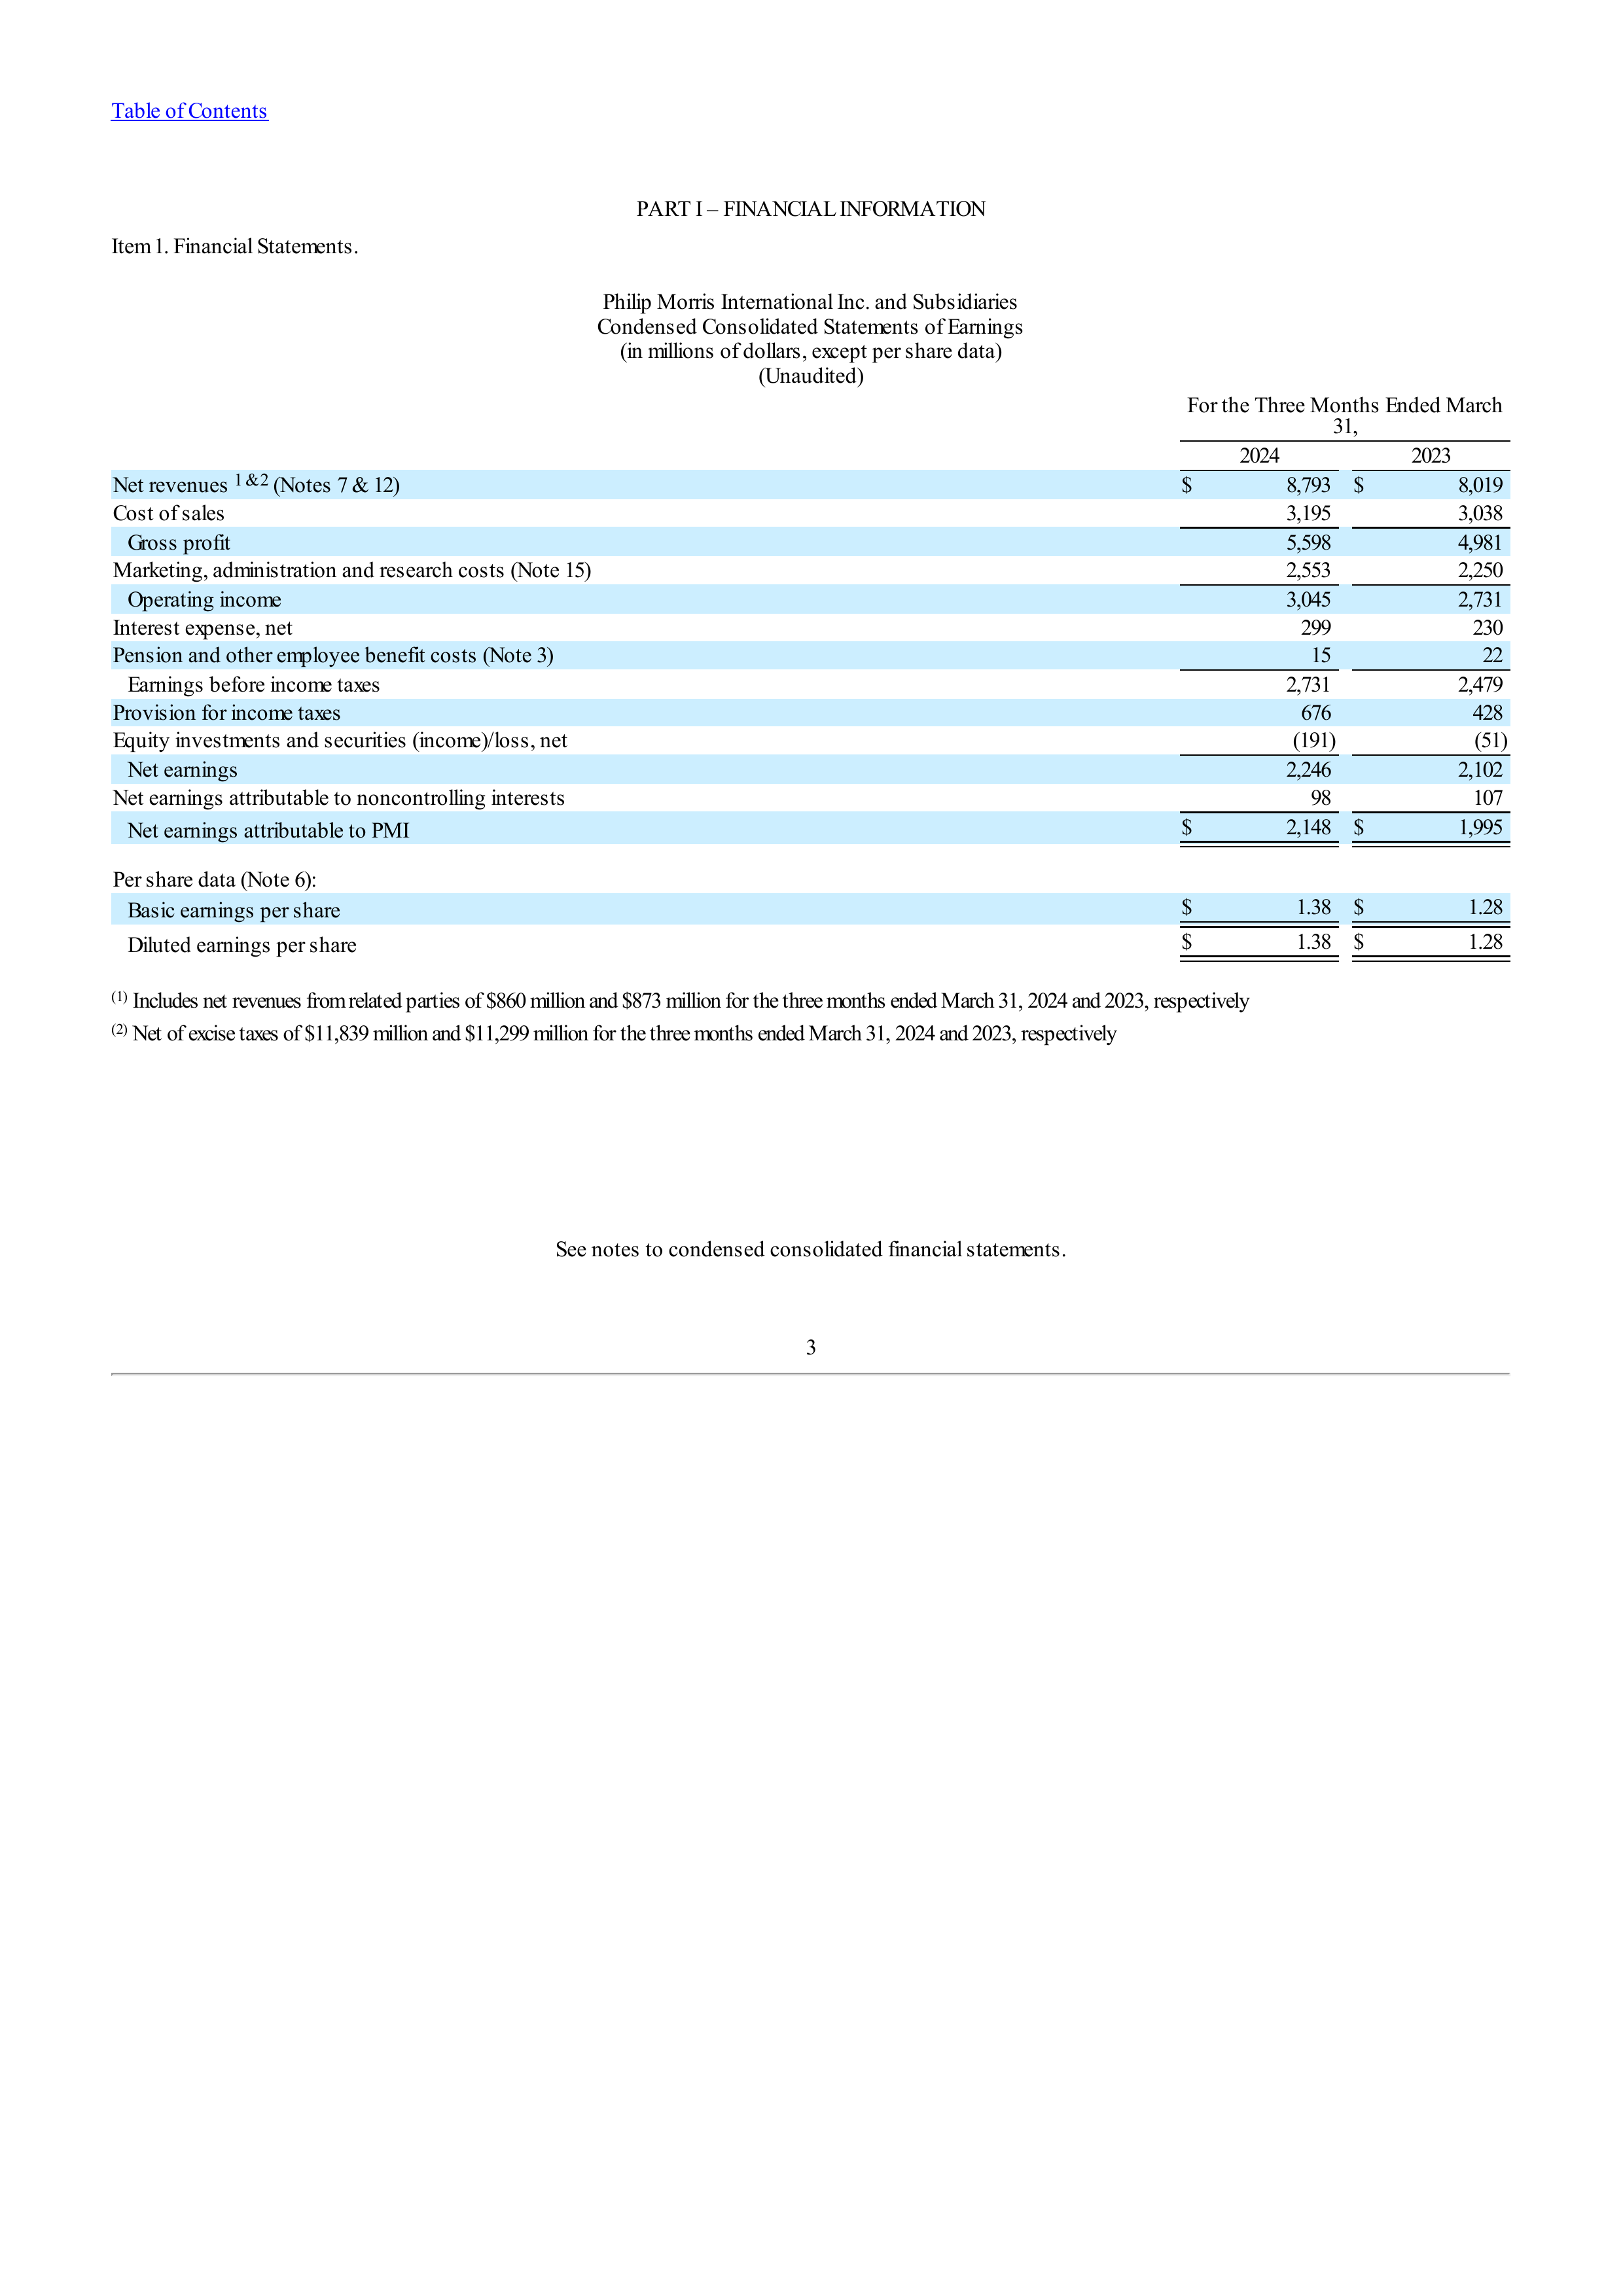 Table of Contents
PART I – FINANCIAL INFORMATION
Item 1. Financial Statements.
Philip Morris International Inc. and Subsidiaries
Condensed Consolidated Statements of Earnings
(in millions of dollars, except per share data)
(Unaudited)
For the Three Months Ended March
31,
2024 2023
Net revenues 1 & 2 (Notes 7 & 12) $ 8,793 $ 8,019
Cost of sales 3,195 3,038
Gross profit 5,598 4,981
Marketing, administration and research costs (Note 15) 2,553 2,250
Operating income 3,045 2,731
Interest expense, net 299 230
Pension and other employee benefit costs (Note 3) 15 22
Earnings before income taxes 2,731 2,479
Provision for income taxes 676 428
Equity investments and securities (income)/loss, net (191) (51)
Net earnings 2,246 2,102
Net earnings attributable to noncontrolling interests 98 107
Net earnings attributable to PMI $ 2,148 $ 1,995
Per share data (Note 6):
Basic earnings per share $ 1.38 $ 1.28
Diluted earnings per share $ 1.38 $ 1.28
(1) Includes net revenues from related parties of $860 million and $873 million for the three months ended March 31, 2024 and 2023, respectively
(2) Net of excise taxes of $11,839 million and $11,299 million for the three months ended March 31, 2024 and 2023, respectively
See notes to condensed consolidated financial statements.
3